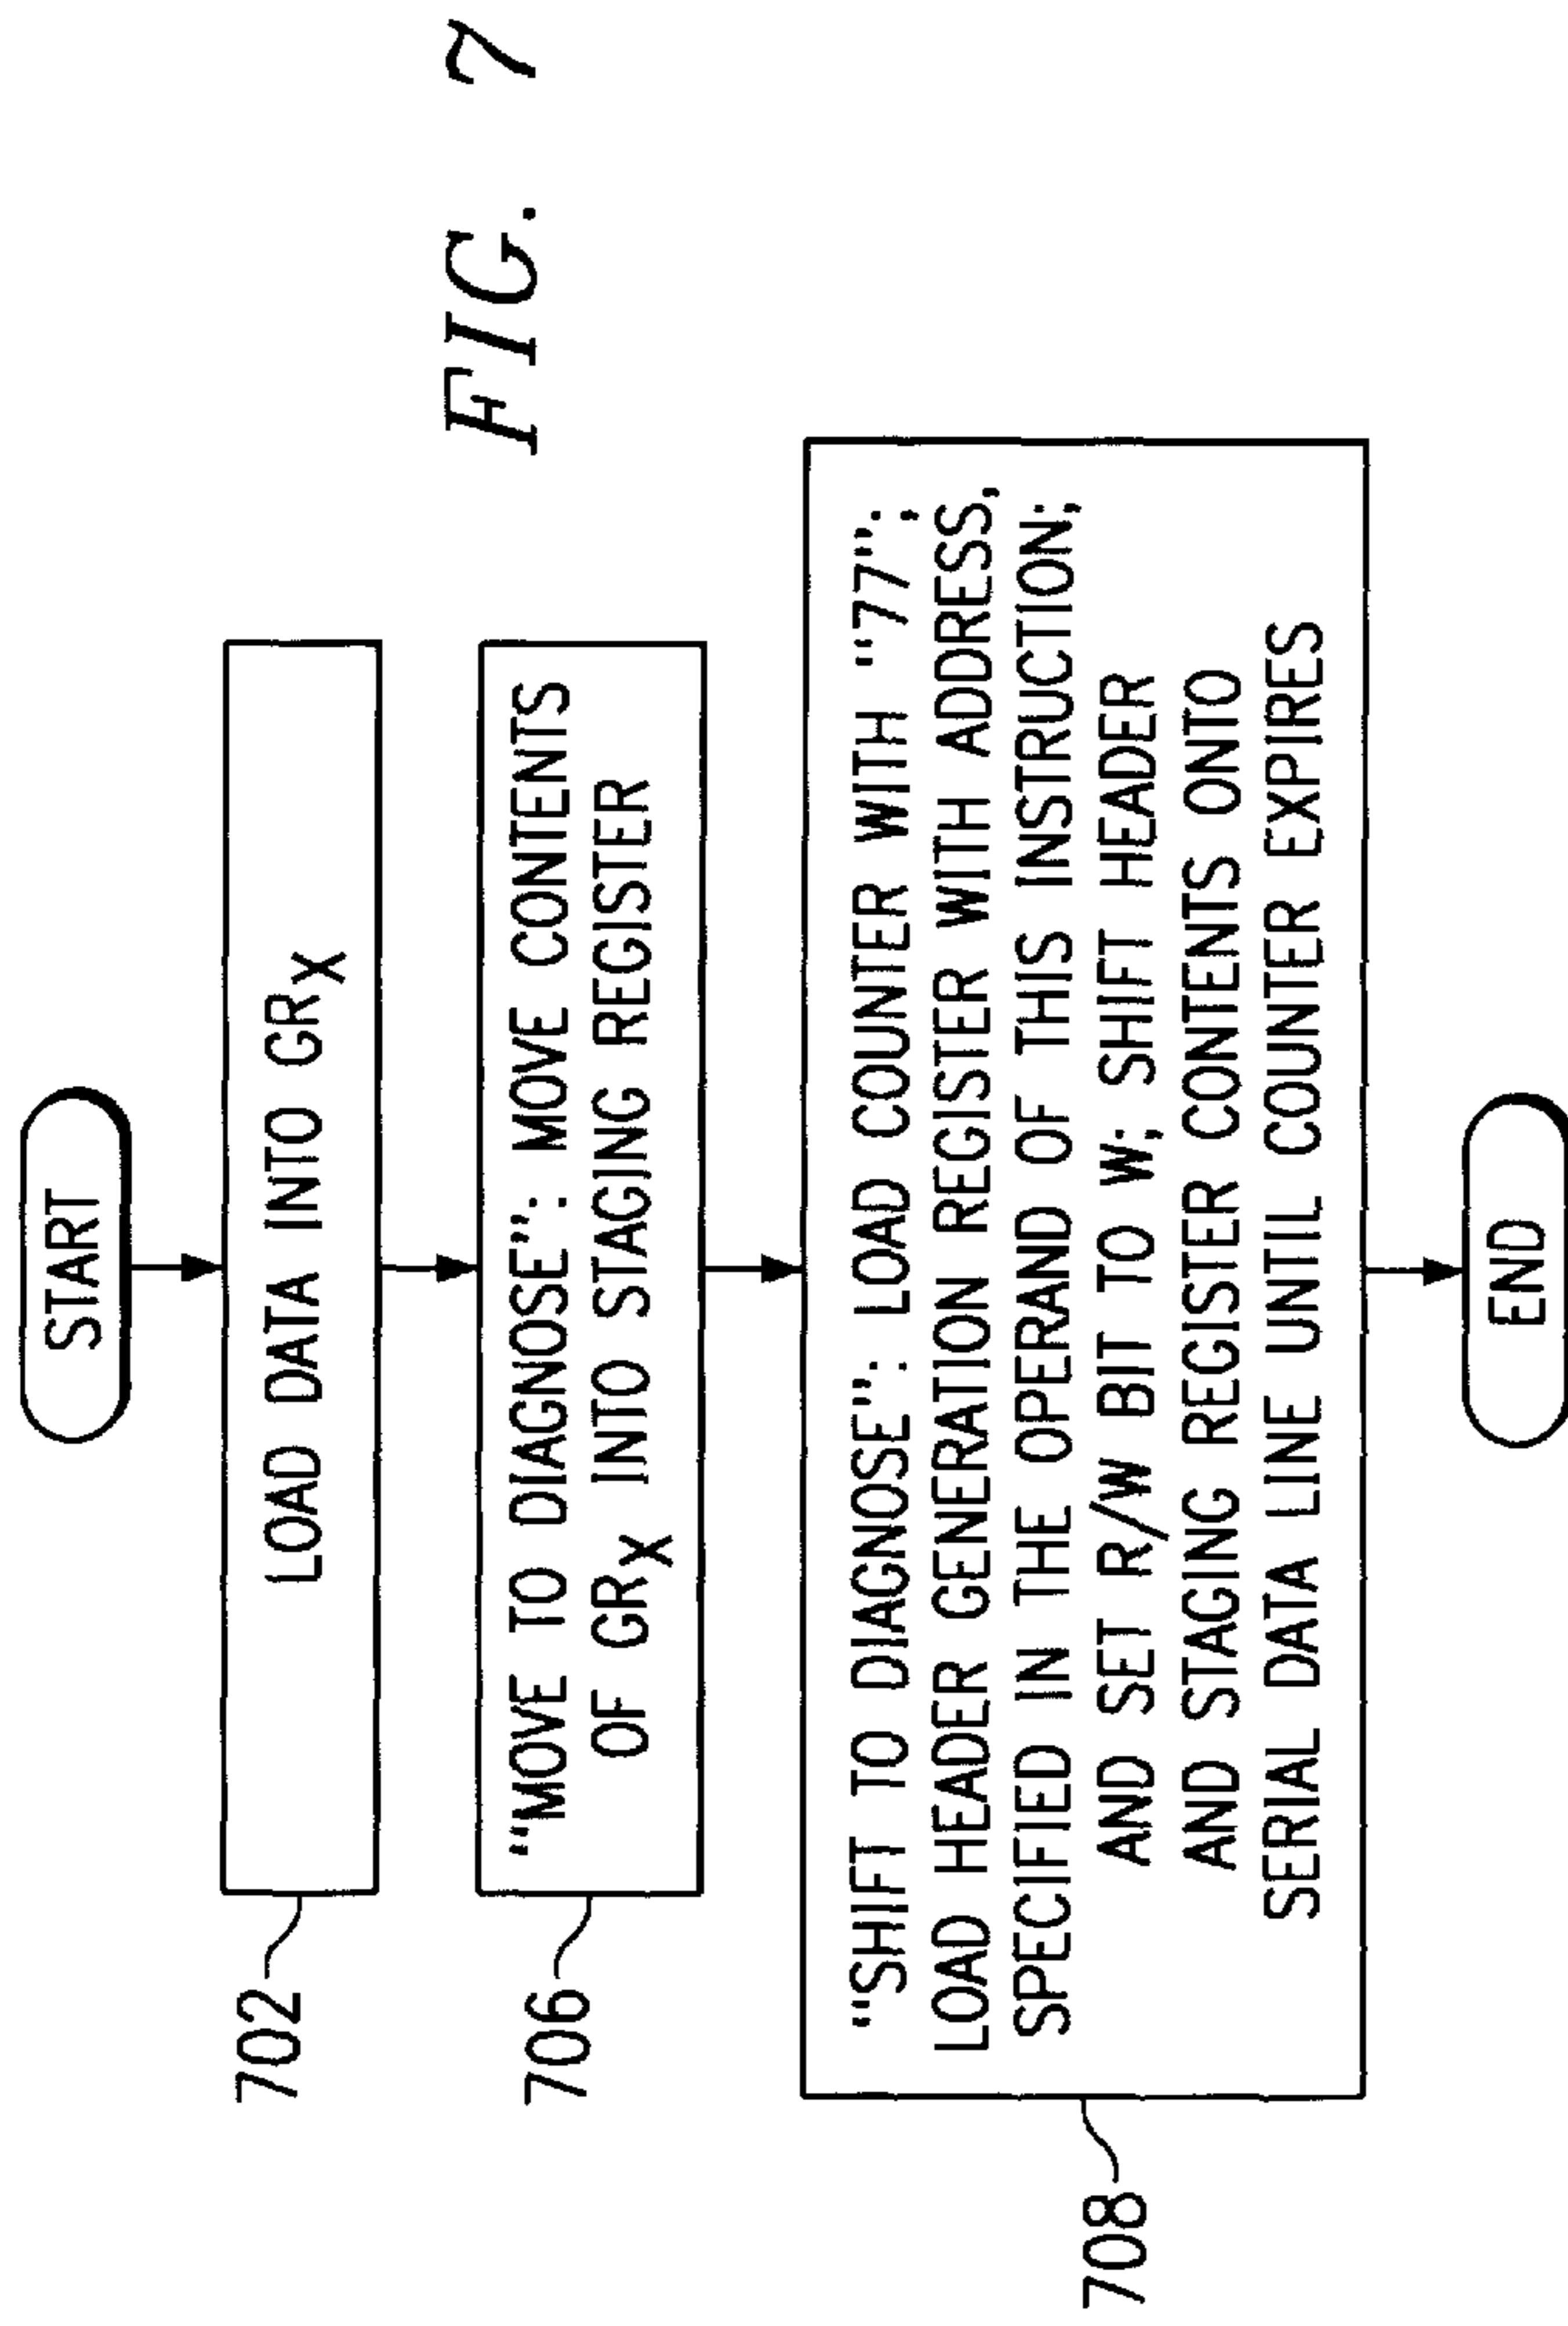 START
702
LOAD DATA INTO GRX
706
"MOVE TO DIAGNOSE": MOVE CONTENTS
OF GRX INTO STAGING REGISTER
708
"SHIFT TO DIAGNOSE": LOAD COUNTER WITH "77";
LOAD HEADER GENERATION REGISTER WITH ADDRESS,
SPECIFIED IN THE OPERAND OF THIS INSTRUCTION;
AND SET R/W BIT TO W; SHIFT HEADER
AND STAGING REGISTER CONTENTS ONTO
SERIAL DATA LINE UNTIL COUNTER EXPIRES
END
FIG. 7